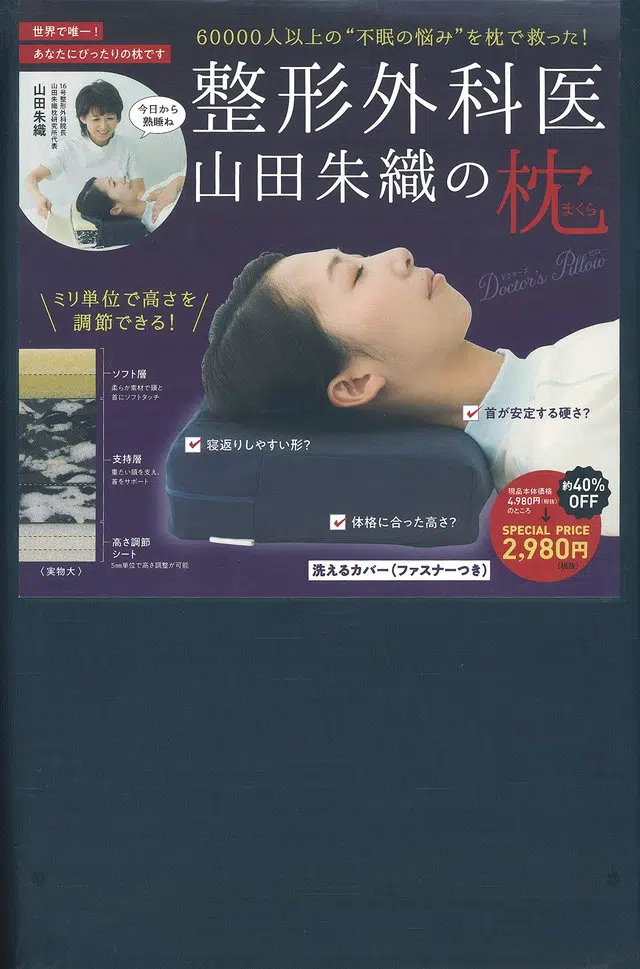 世界で唯一！
あなたにぴったりの枕です
60000人以上の“不眠の悩み”を枕で救った！
整形外科医
山田朱織の枕
まくら
16号整形外科院長
山田朱織枕研究所代表
山田朱織
今日から
熟睡ね
ドクターズ ピロー
Doctor's Pillow
ミリ単位で高さを
調節できる！
ソフト層
柔らか素材で頭と
首にソフトタッチ
支持層
重たい頭を支え、
首をサポート
高さ調節
シート
5mm単位で高さ調整が可能
〈実物大〉
首が安定する硬さ？
寝返りしやすい形？
体格に合った高さ？
洗えるカバー（ファスナーつき）
現品本体価格
4,980円（税抜）
のところ
約40%
OFF
SPECIAL PRICE
2,980円
（税抜）